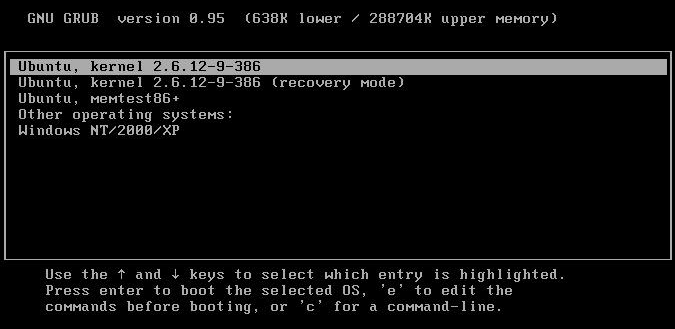 GNU GRUB  version 0.95  (638K lower / 288704K upper memory)
Ubuntu, kernel 2.6.12-9-386
Ubuntu, kernel 2.6.12-9-386 (recovery mode)
Ubuntu, memtest86+
Other operating systems:
Windows NT/2000/XP
Use the ↑ and ↓ keys to select which entry is highlighted.
Press enter to boot the selected OS, 'e' to edit the
commands before booting, or 'c' for a command-line.